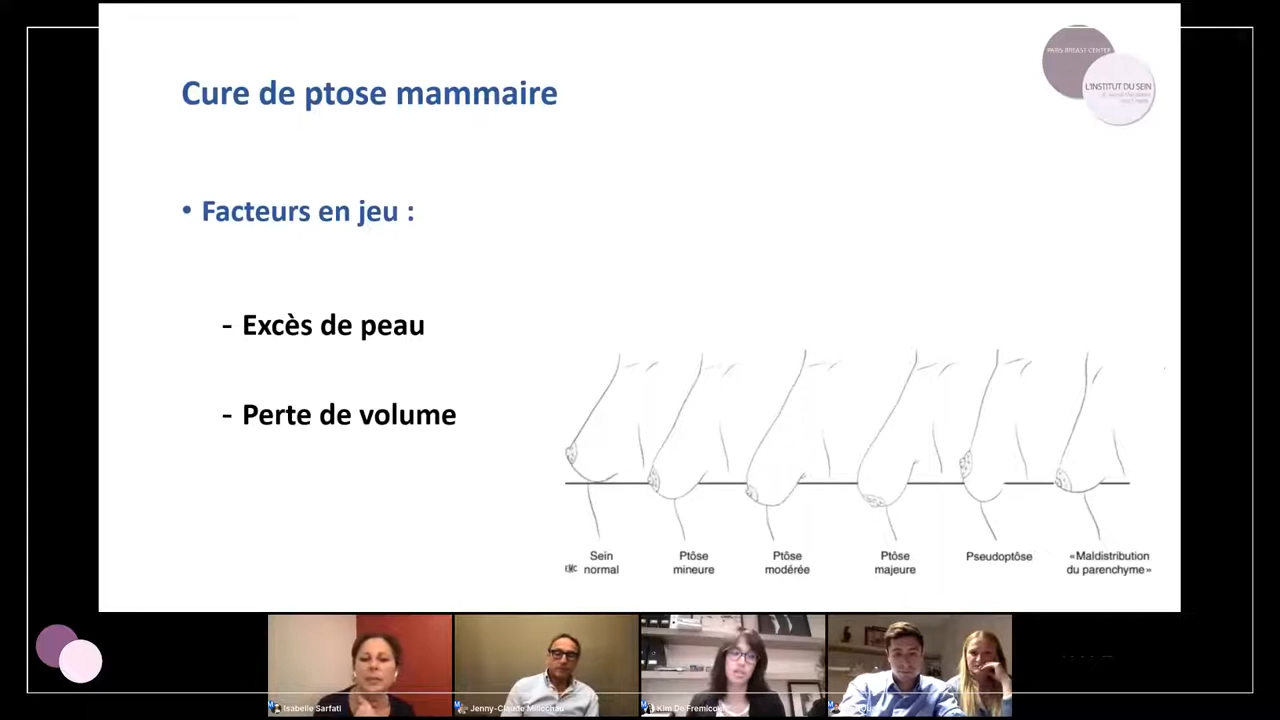 PARIS BREAST CENTER
L'INSTITUT DU SEIN
Cure de ptose mammaire
• Facteurs en jeu :
- Excès de peau
- Perte de volume
Sein
normal
Ptôse
mineure
Ptôse
modérée
Ptôse
majeure
Pseudoptôse
«Maldistribution
du parenchyme»
EMC
Isabelle Sarfati
Jenny-Claude Millochau
Kim De Fremicourt